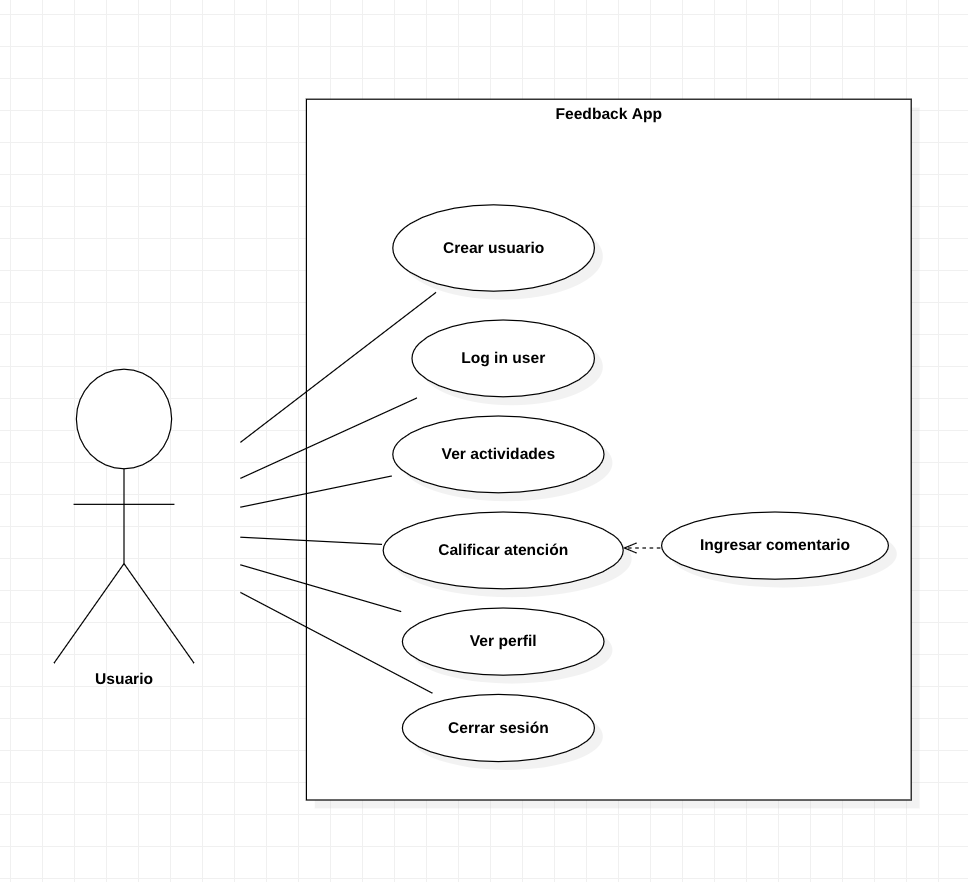 Feedback App
Crear usuario
Log in user
Ver actividades
Calificar atención
Ingresar comentario
Ver perfil
Usuario
Cerrar sesión